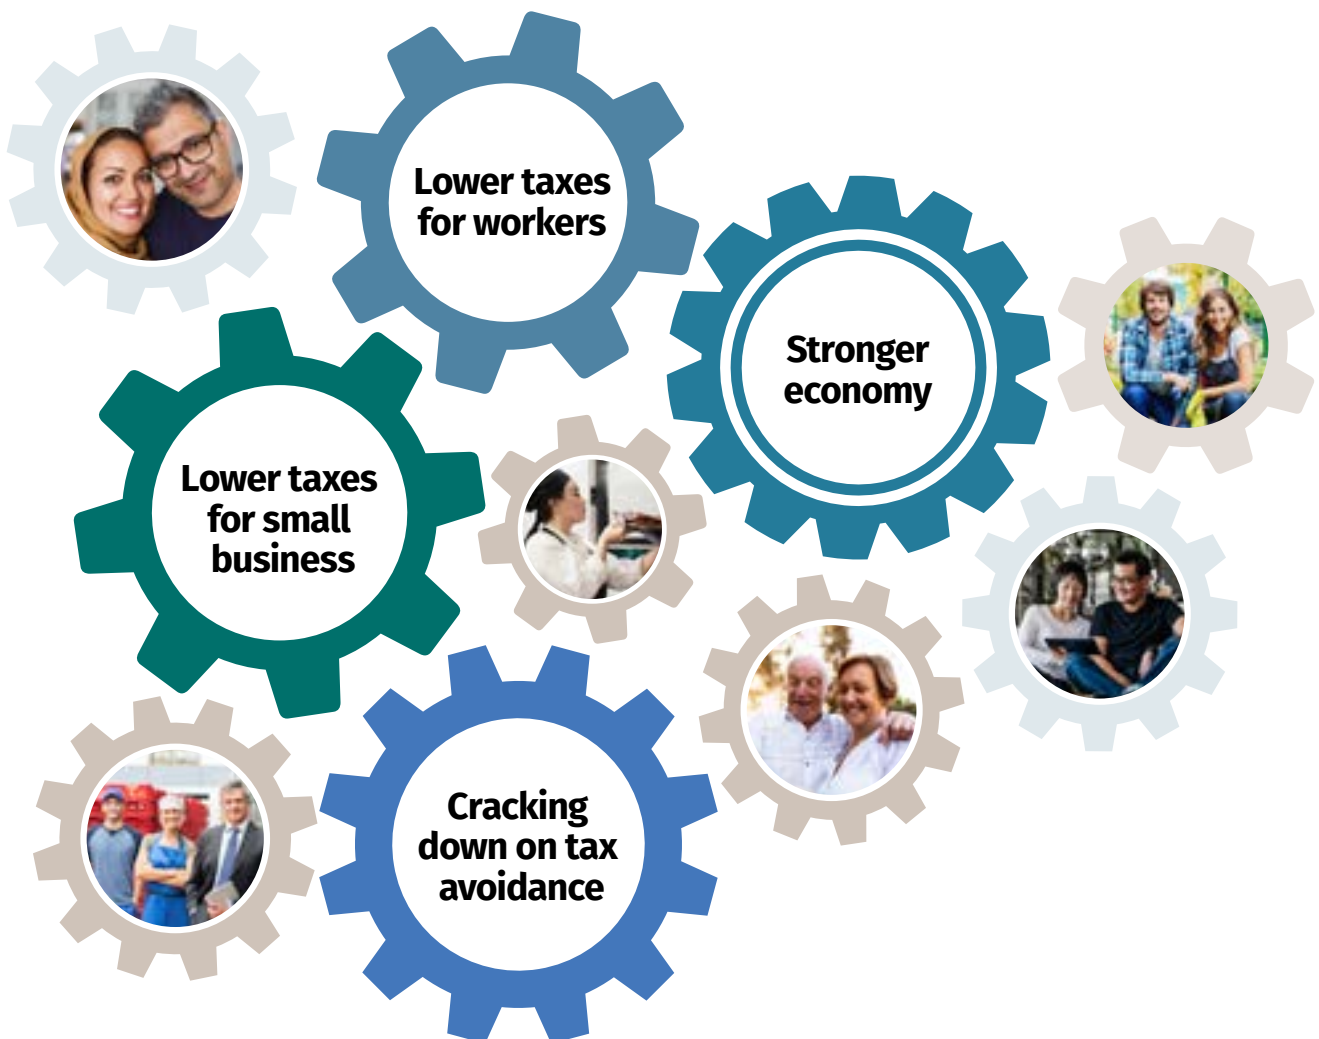 Lower taxes
for workers
Stronger
economy
Lower taxes
for small
business
Cracking
down on tax
avoidance